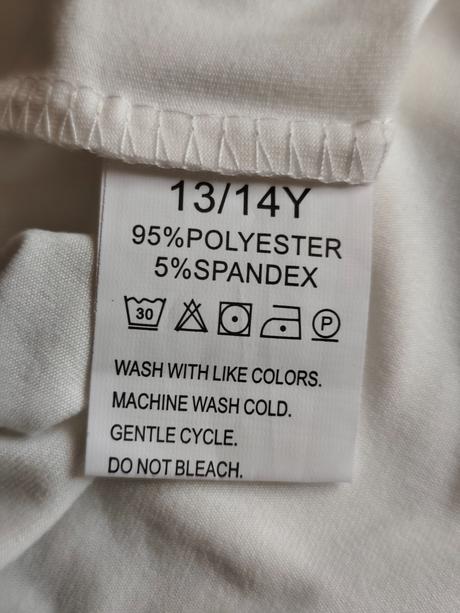 13/14Y
95%POLYESTER
5%SPANDEX
30 P
WASH WITH LIKE COLORS.
MACHINE WASH COLD.
GENTLE CYCLE.
DO NOT BLEACH.